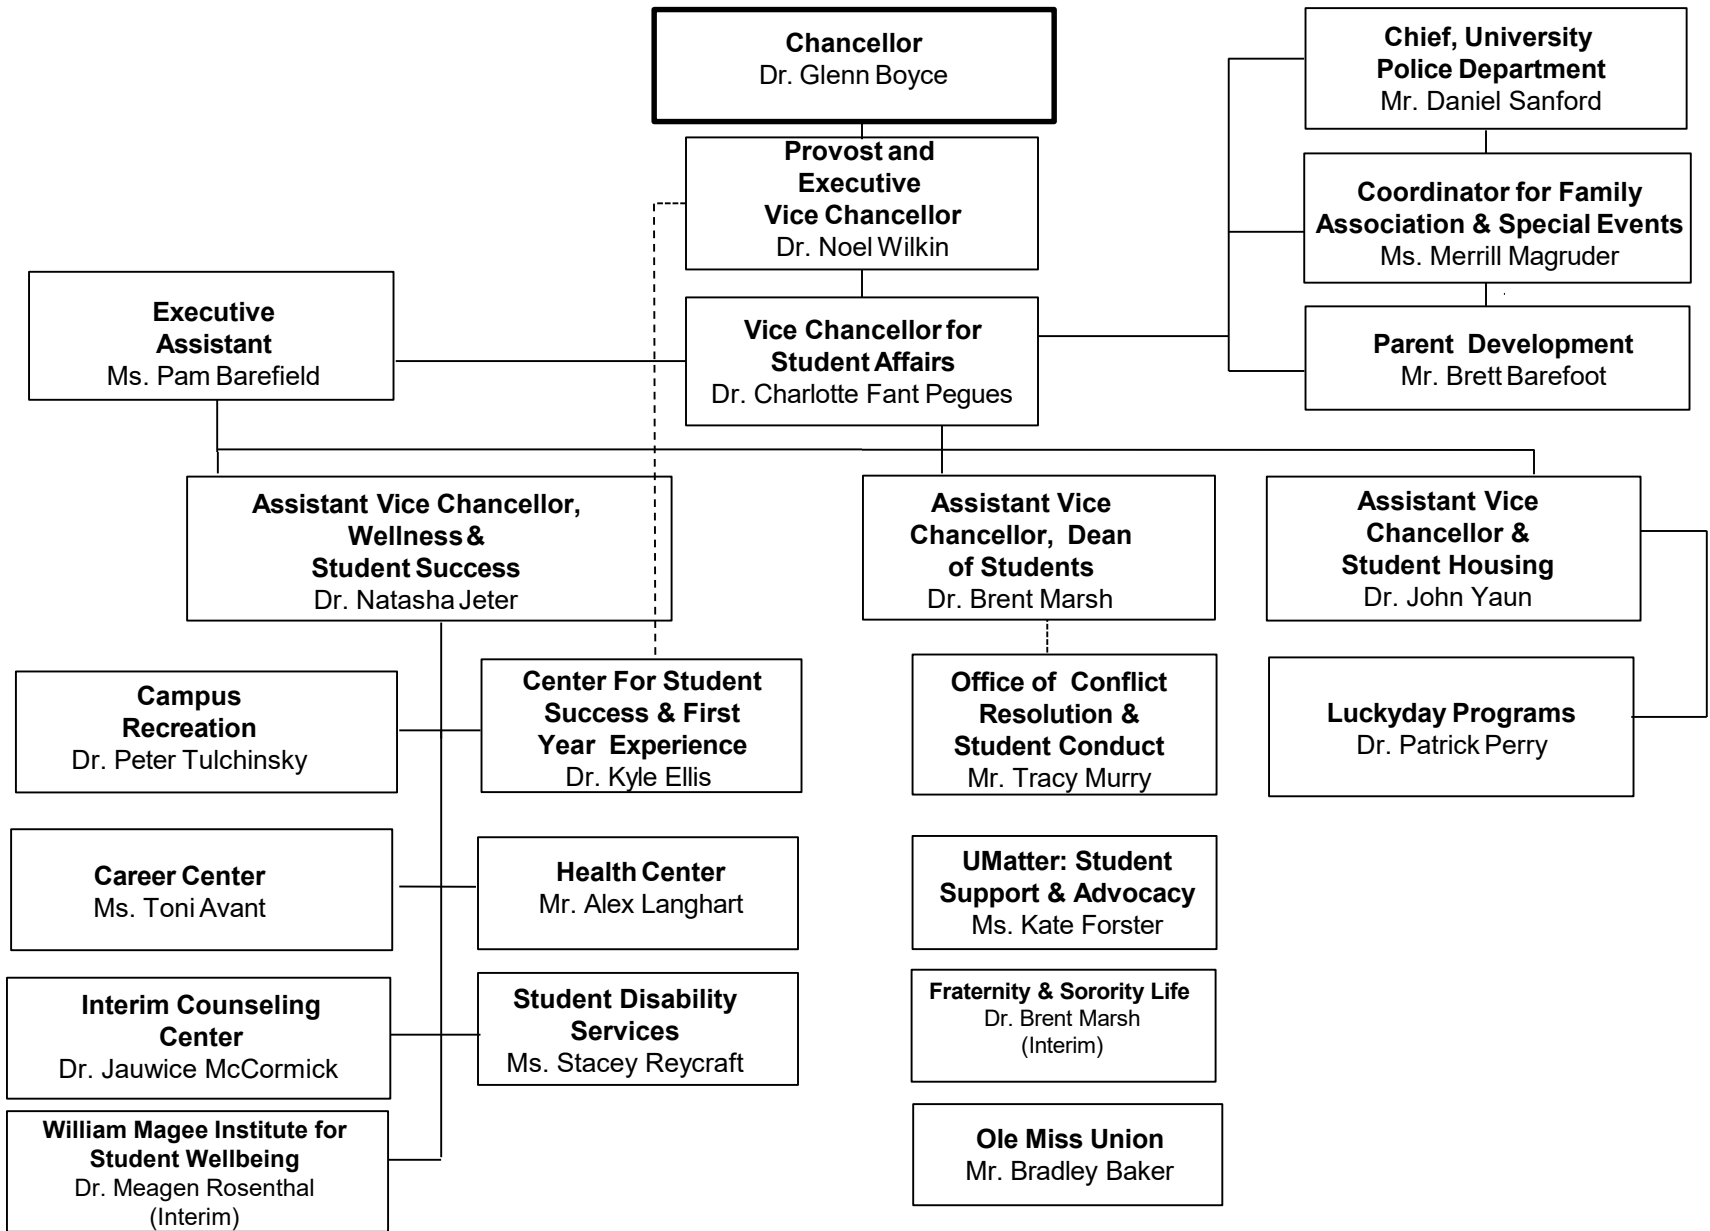 Chancellor
Dr. Glenn Boyce
Chief, University
Police Department
Mr. Daniel Sanford
Provost and
Executive
Vice Chancellor
Dr. Noel Wilkin
Coordinator for Family
Association & Special Events
Ms. Merrill Magruder
Executive
Assistant
Ms. Pam Barefield
Vice Chancellor for
Student Affairs
Dr. Charlotte Fant Pegues
Parent Development
Mr. Brett Barefoot
Assistant Vice Chancellor,
Wellness &
Student Success
Dr. Natasha Jeter
Assistant Vice
Chancellor, Dean
of Students
Dr. Brent Marsh
Assistant Vice
Chancellor &
Student Housing
Dr. John Yaun
Campus
Recreation
Dr. Peter Tulchinsky
Center For Student
Success & First
Year Experience
Dr. Kyle Ellis
Office of Conflict
Resolution &
Student Conduct
Mr. Tracy Murry
Luckyday Programs
Dr. Patrick Perry
Career Center
Ms. Toni Avant
Health Center
Mr. Alex Langhart
UMatter: Student
Support & Advocacy
Ms. Kate Forster
Interim Counseling
Center
Dr. Jauwice McCormick
Student Disability
Services
Ms. Stacey Reycraft
Fraternity & Sorority Life
Dr. Brent Marsh
(Interim)
William Magee Institute for
Student Wellbeing
Dr. Meagen Rosenthal
(Interim)
Ole Miss Union
Mr. Bradley Baker